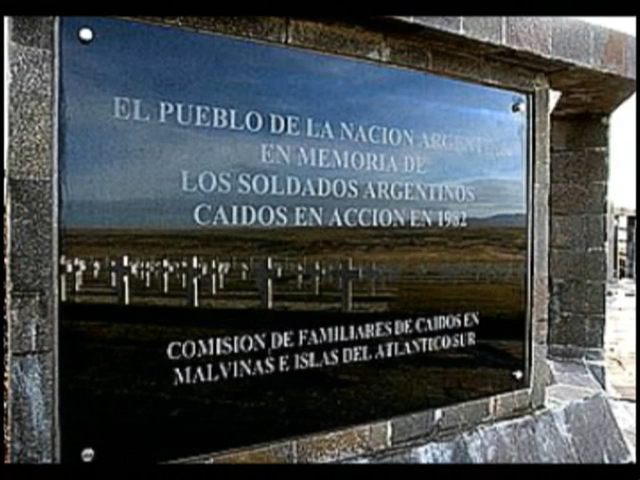 EL PUEBLO DE LA NACION ARGENTINA
EN MEMORIA DE
LOS SOLDADOS ARGENTINOS
CAIDOS EN ACCION EN 1982
COMISION DE FAMILIARES DE CAIDOS EN
MALVINAS E ISLAS DEL ATLANTICO SUR